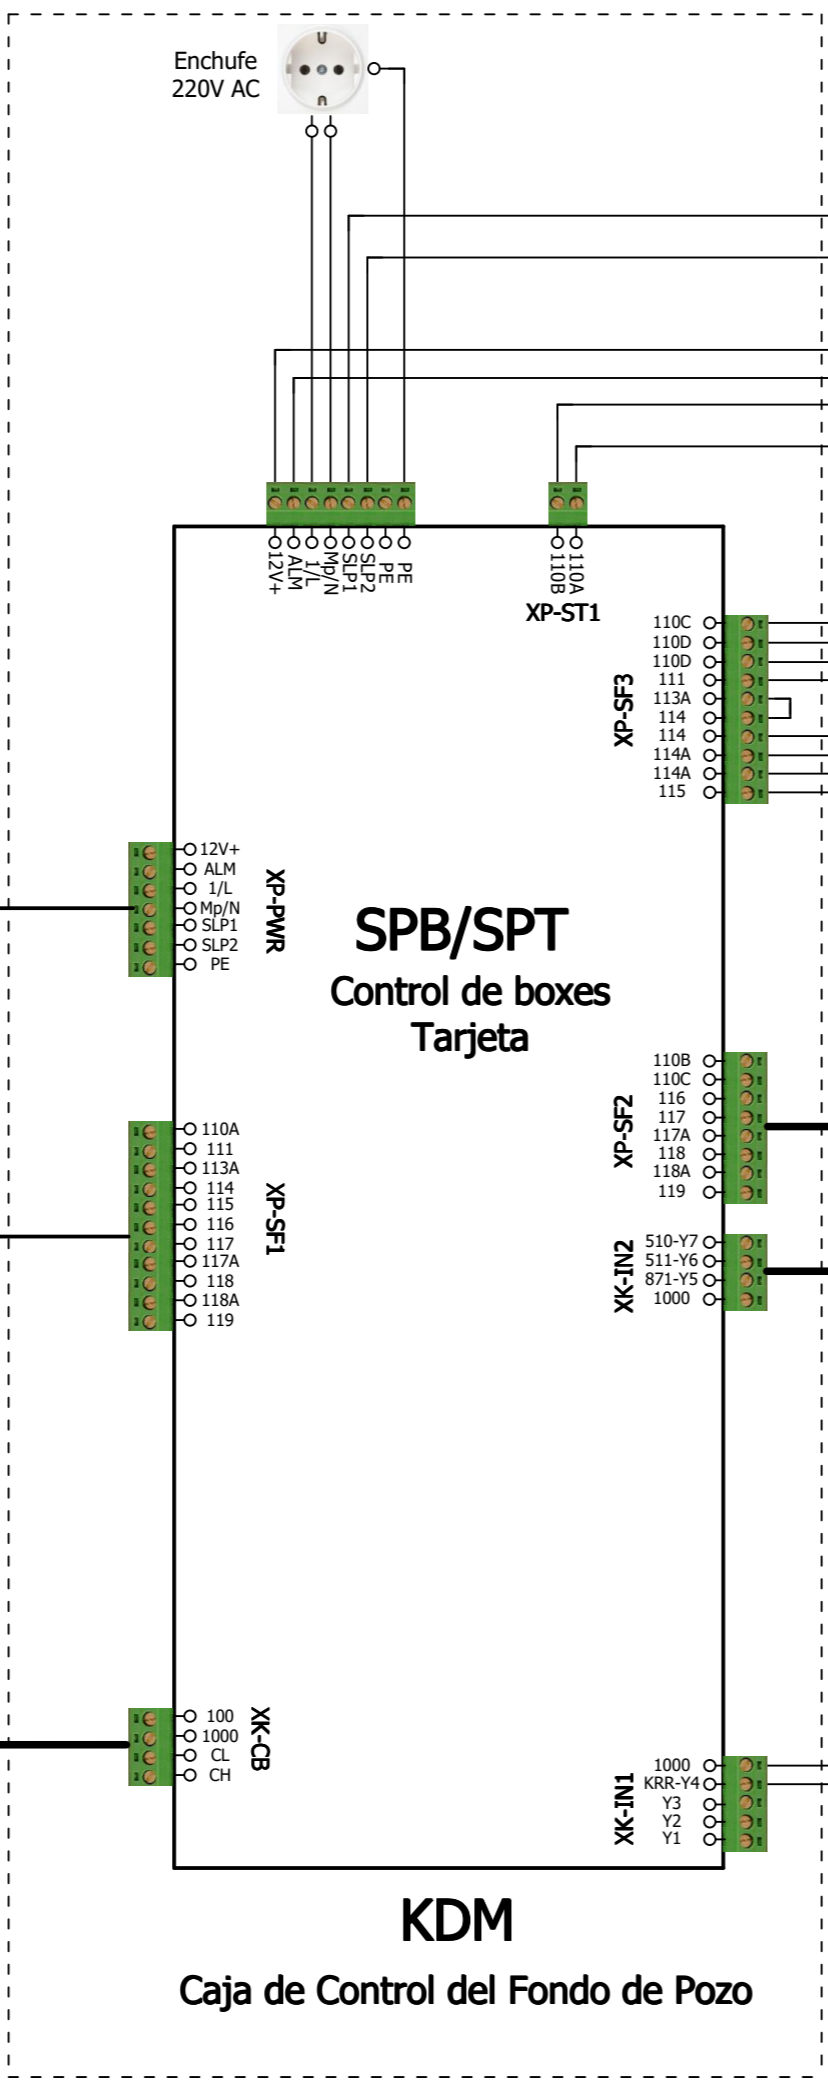 Enchufe
220V AC
12V+
ALM
1/L
Mp/N
SLP1
SLP2
PE
PE
110B
110A
XP-ST1
110C
110D
110D
111
113A
114
114
114A
114A
115
XP-SF3
12V+
ALM
1/L
Mp/N
SLP1
SLP2
PE
XP-PWR
SPB/SPT
Control de boxes
Tarjeta
110B
110C
116
117
117A
118
118A
119
XP-SF2
110A
111
113A
114
115
116
117
117A
118
118A
119
XP-SF1
510-Y7
511-Y6
871-Y5
1000
XK-IN2
100
1000
CL
CH
XK-CB
1000
KRR-Y4
Y3
Y2
Y1
XK-IN1
KDM
Caja de Control del Fondo de Pozo